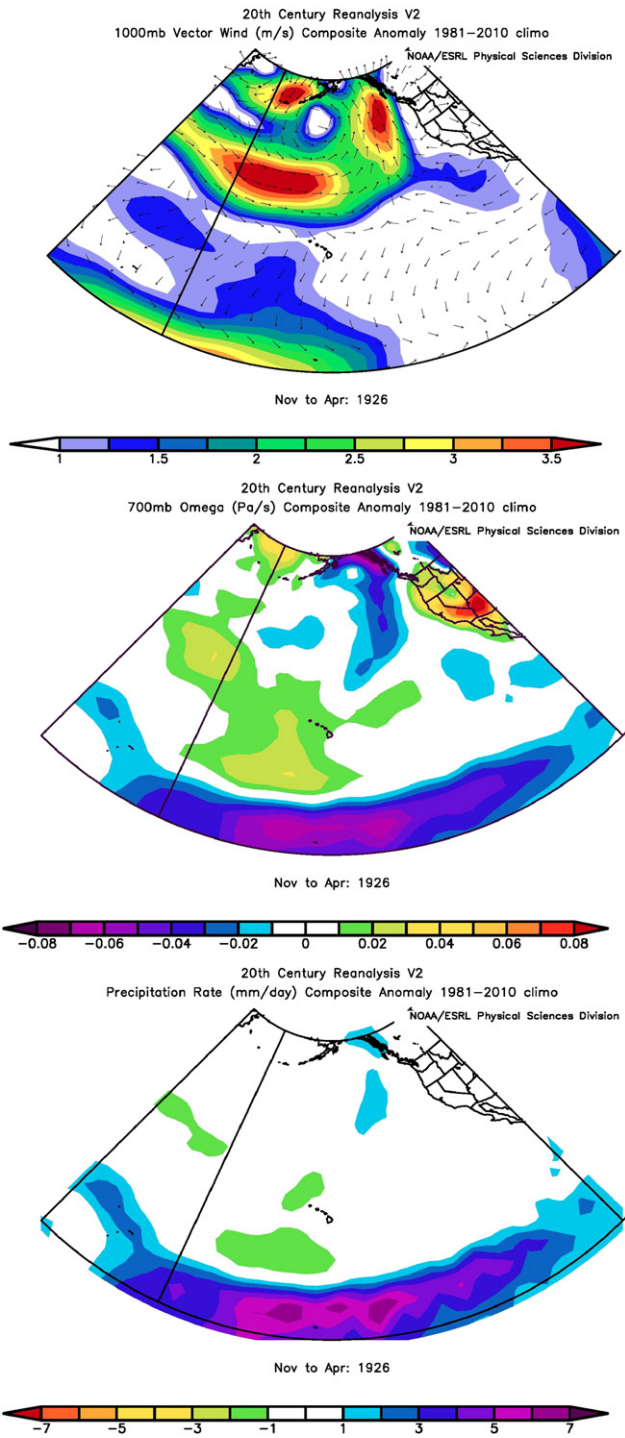 20th Century Reanalysis V2
1000mb Vector Wind (m/s) Composite Anomaly 1981-2010 climo
NOAA/ESRL Physical Sciences Division
Nov to Apr: 1926
1 1.5 2 2.5 3 3.5
20th Century Reanalysis V2
700mb Omega (Pa/s) Composite Anomaly 1981-2010 climo
NOAA/ESRL Physical Sciences Division
Nov to Apr: 1926
-0.08 -0.06 -0.04 -0.02 0 0.02 0.04 0.06 0.08
20th Century Reanalysis V2
Precipitation Rate (mm/day) Composite Anomaly 1981-2010 climo
NOAA/ESRL Physical Sciences Division
Nov to Apr: 1926
-7 -5 -3 -1 1 3 5 7